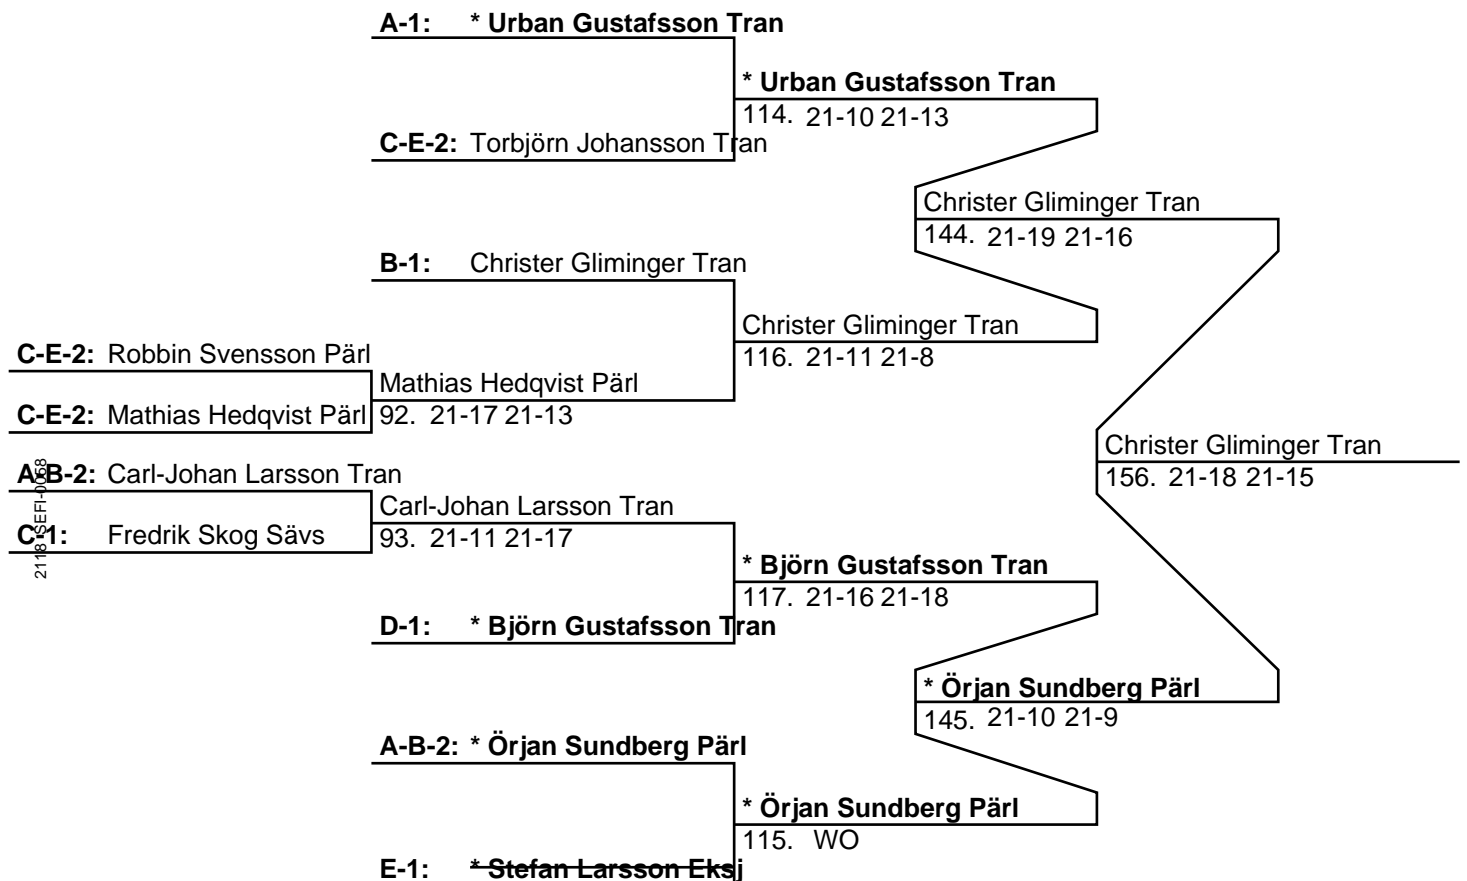 A-1: * Urban Gustafsson Tran
* Urban Gustafsson Tran
114. 21-10 21-13
C-E-2: Torbjörn Johansson Tran
Christer Gliminger Tran
144. 21-19 21-16
B-1: Christer Gliminger Tran
Christer Gliminger Tran
116. 21-11 21-8
C-E-2: Robbin Svensson Pärl
Mathias Hedqvist Pärl
92. 21-17 21-13
C-E-2: Mathias Hedqvist Pärl
Christer Gliminger Tran
156. 21-18 21-15
A-B-2: Carl-Johan Larsson Tran
Carl-Johan Larsson Tran
93. 21-11 21-17
C-1: Fredrik Skog Sävs
2118 SEFI-0058
* Björn Gustafsson Tran
117. 21-16 21-18
D-1: * Björn Gustafsson Tran
* Örjan Sundberg Pärl
145. 21-10 21-9
A-B-2: * Örjan Sundberg Pärl
* Örjan Sundberg Pärl
115. WO
E-1: * Stefan Larsson Eksj